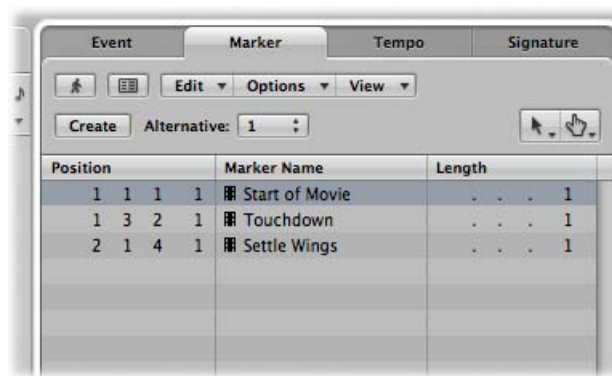 Event Marker Tempo Signature
Edit Options View
Create Alternative: 1
Position Marker Name Length
1 1 1 1 Start of Movie . . . 1
1 3 2 1 Touchdown . . . 1
2 1 4 1 Settle Wings . . . 1